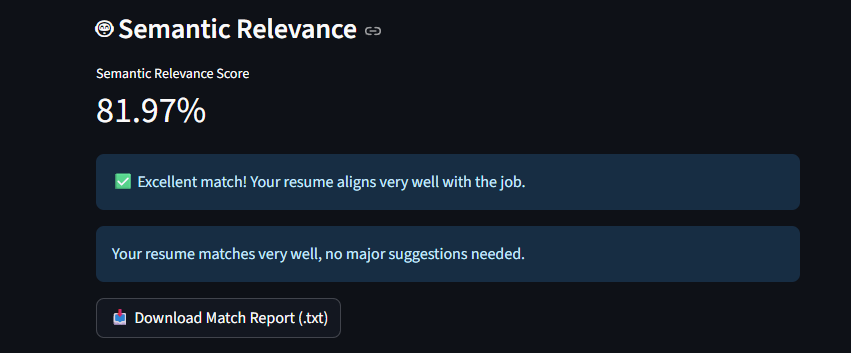 Semantic Relevance
Semantic Relevance Score
81.97%
✅ Excellent match! Your resume aligns very well with the job.
Your resume matches very well, no major suggestions needed.
📥 Download Match Report (.txt)